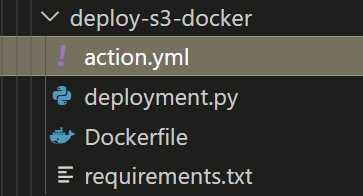 deploy-s3-docker
action.yml
deployment.py
Dockerfile
requirements.txt